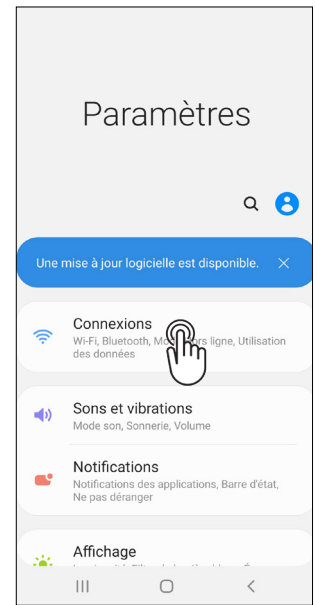 Paramètres
Une mise à jour logicielle est disponible.
Connexions
Wi-Fi, Bluetooth, hors ligne, Utilisation
des données
Sons et vibrations
Mode son, Sonnerie, Volume
Notifications
Notifications des applications, Barre d'état,
Ne pas déranger
Affichage